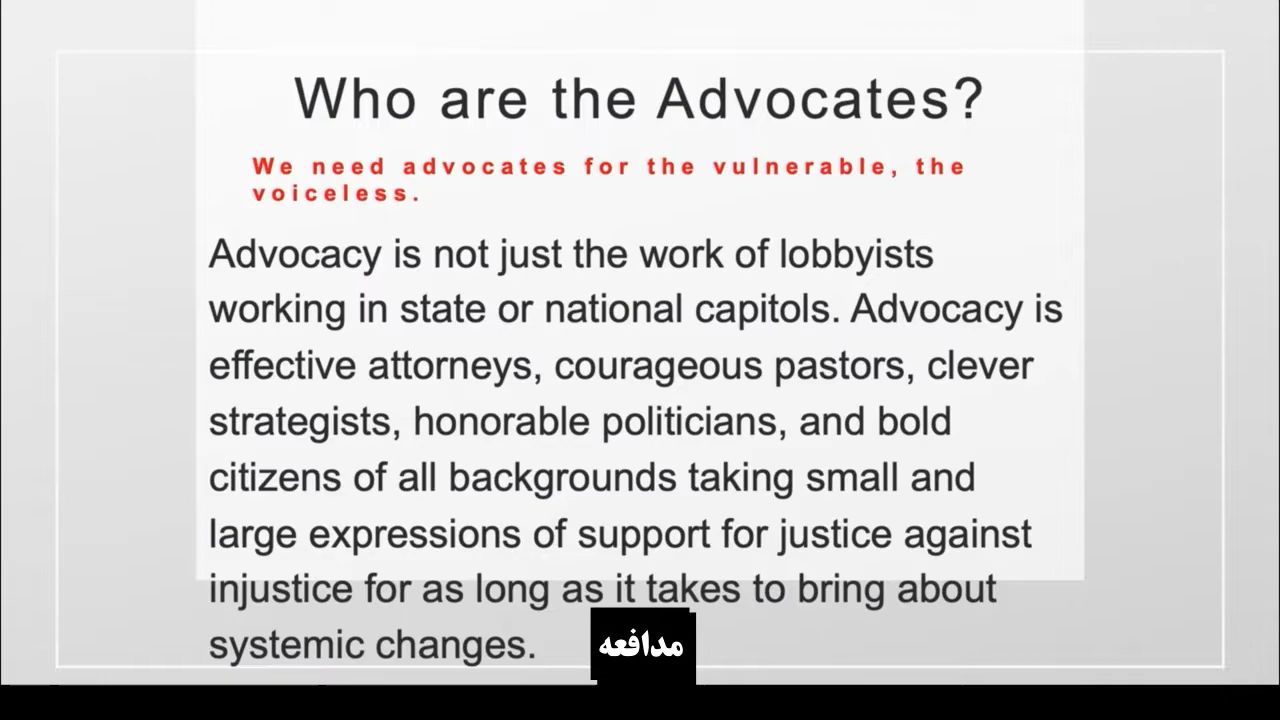 Who are the Advocates?
We need advocates for the vulnerable, the
voiceless.
Advocacy is not just the work of lobbyists
working in state or national capitols. Advocacy is
effective attorneys, courageous pastors, clever
strategists, honorable politicians, and bold
citizens of all backgrounds taking small and
large expressions of support for justice against
injustice for as long as it takes to bring about
systemic changes.
مدافعه